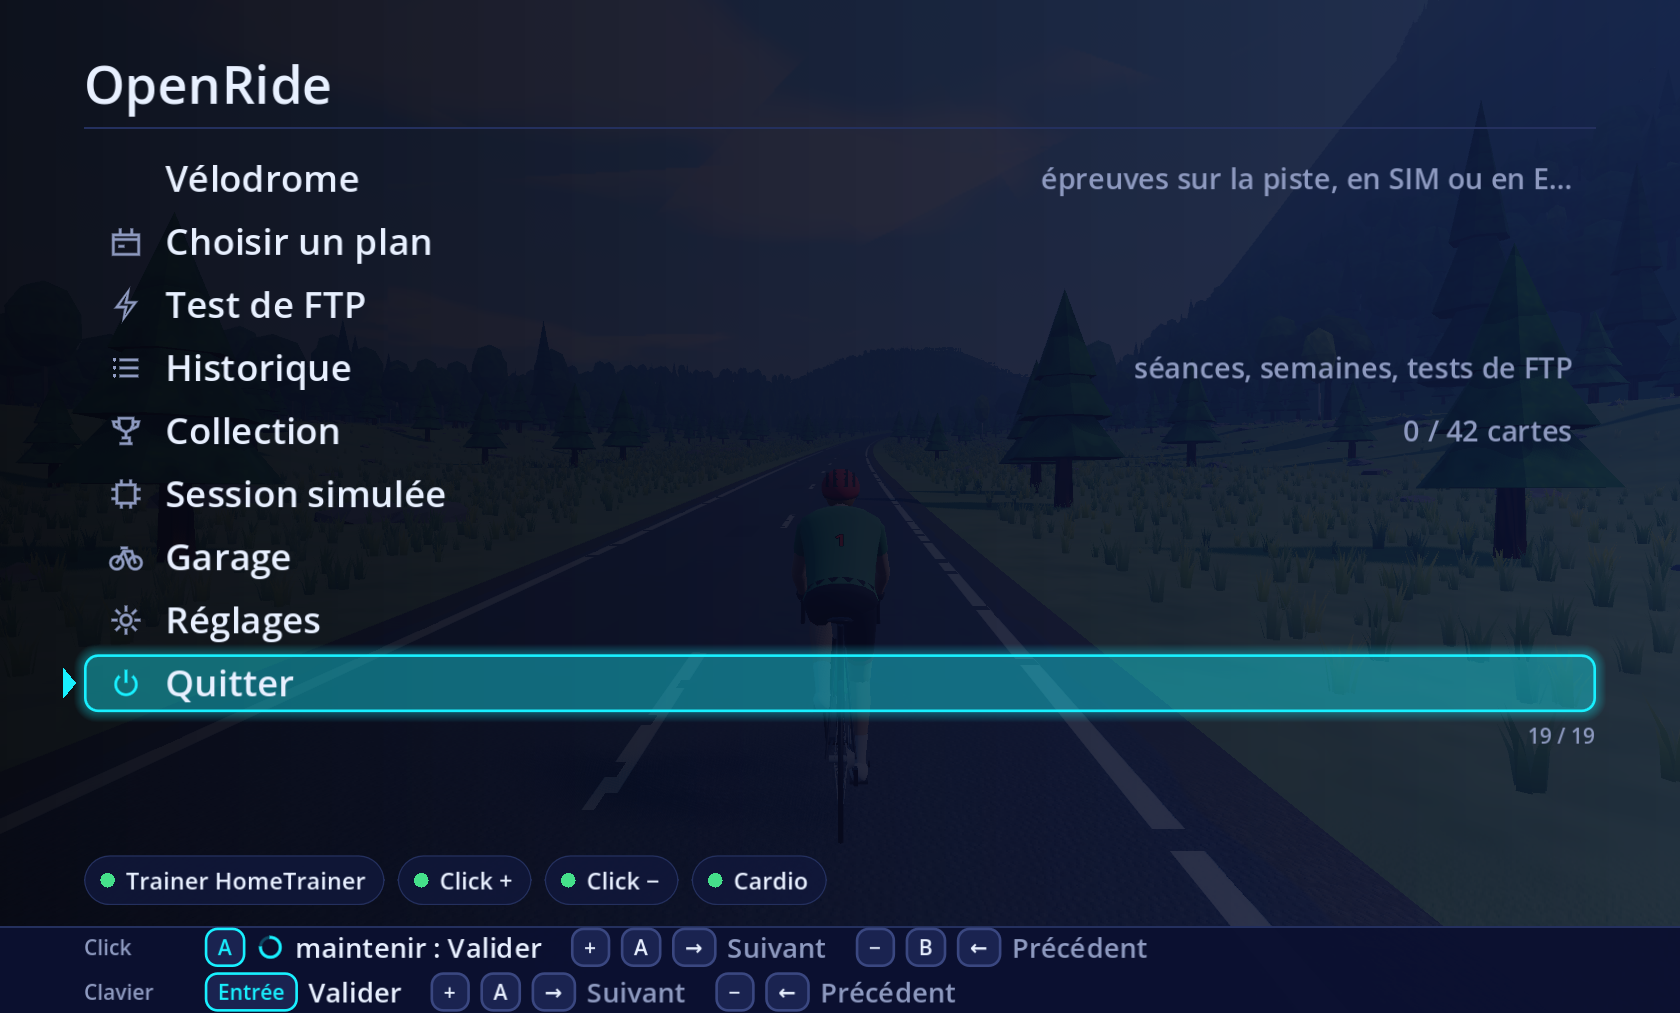 OpenRide
Vélodrome épreuves sur la piste, en SIM ou en E...
Choisir un plan
Test de FTP
Historique séances, semaines, tests de FTP
Collection 0 / 42 cartes
Session simulée
Garage
Réglages
Quitter
19 / 19
Trainer HomeTrainer Click + Click − Cardio
Click A maintenir : Valider + A → Suivant − B ← Précédent
Clavier Entrée Valider + A → Suivant − ← Précédent
1